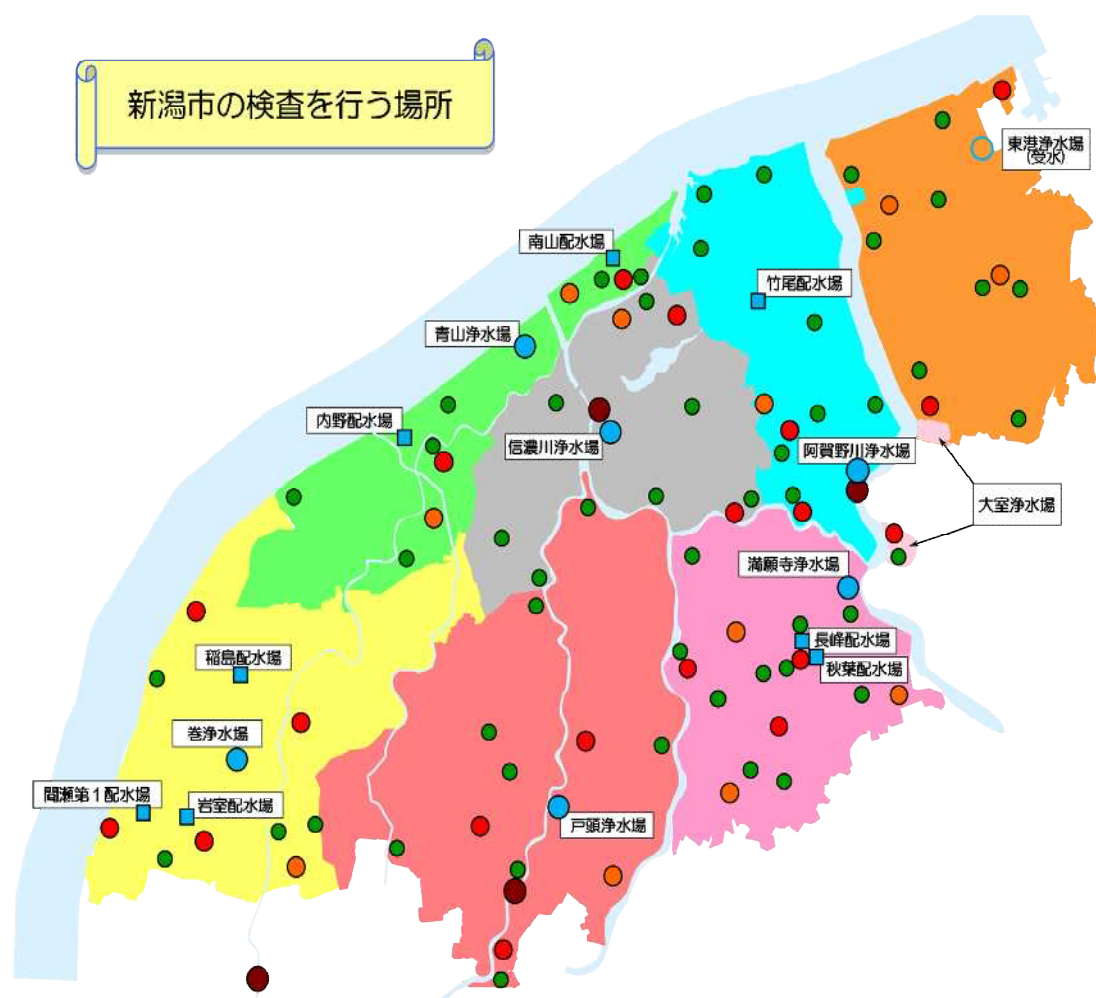 新潟市の検査を行う場所
東港浄水場
(受水)
南山配水場
竹尾配水場
青山浄水場
内野配水場
信濃川浄水場
阿賀野川浄水場
大室浄水場
満願寺浄水場
長峰配水場
秋葉配水場
稲島配水場
巻浄水場
間瀬第１配水場
岩室配水場
戸頭浄水場